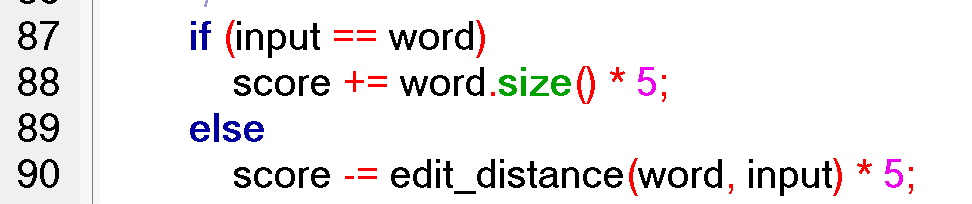 87 if (input == word)
88 score += word.size() * 5;
89 else
90 score -= edit_distance(word, input) * 5;